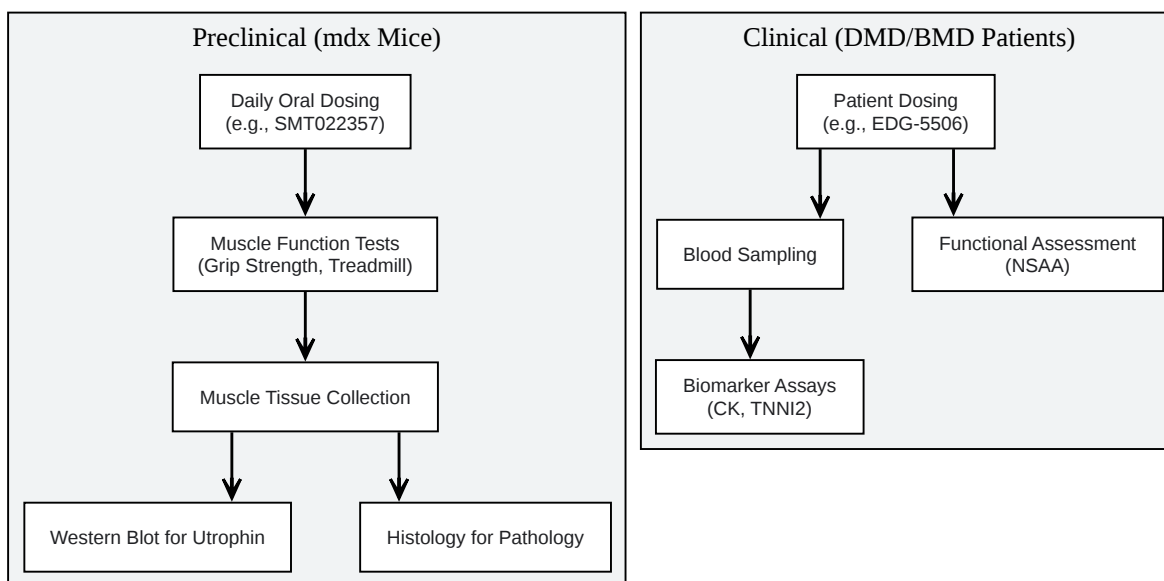 Preclinical (mdx Mice)
Daily Oral Dosing
(e.g., SMT022357)
Muscle Function Tests
(Grip Strength, Treadmill)
Muscle Tissue Collection
Western Blot for Utrophin
Histology for Pathology
Clinical (DMD/BMD Patients)
Patient Dosing
(e.g., EDG-5506)
Blood Sampling
Functional Assessment
(NSAA)
Biomarker Assays
(CK, TNNI2)